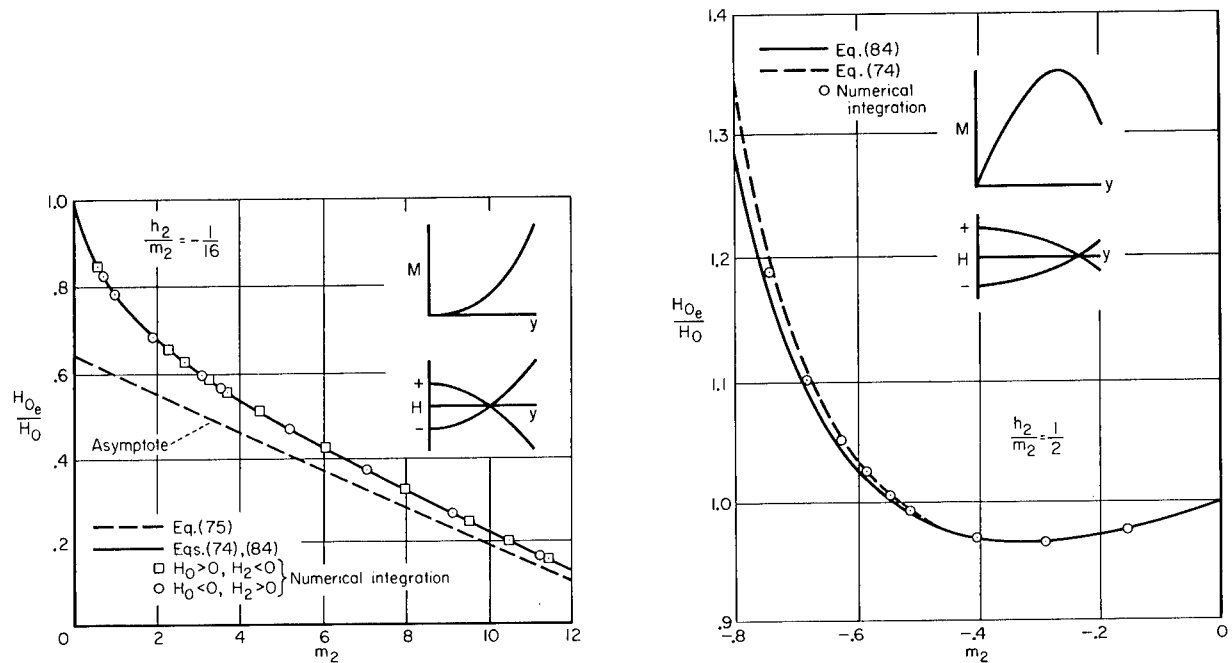 1.0
.8
.6
.4
.2
0
H0e/H0
h2/m2 = -1/16
M
y
+
H
−
y
Asymptote
Eq.(75)
Eqs.(74),(84)
H0>0, H2<0
H0<0, H2>0
Numerical integration
0 2 4 6 8 10 12
m2
1.4
1.3
1.2
1.1
1.0
.9
H0e/H0
Eq.(84)
Eq.(74)
Numerical
integration
M
y
+
H
−
y
h2/m2 = 1/2
-.8 -.6 -.4 -.2 0
m2